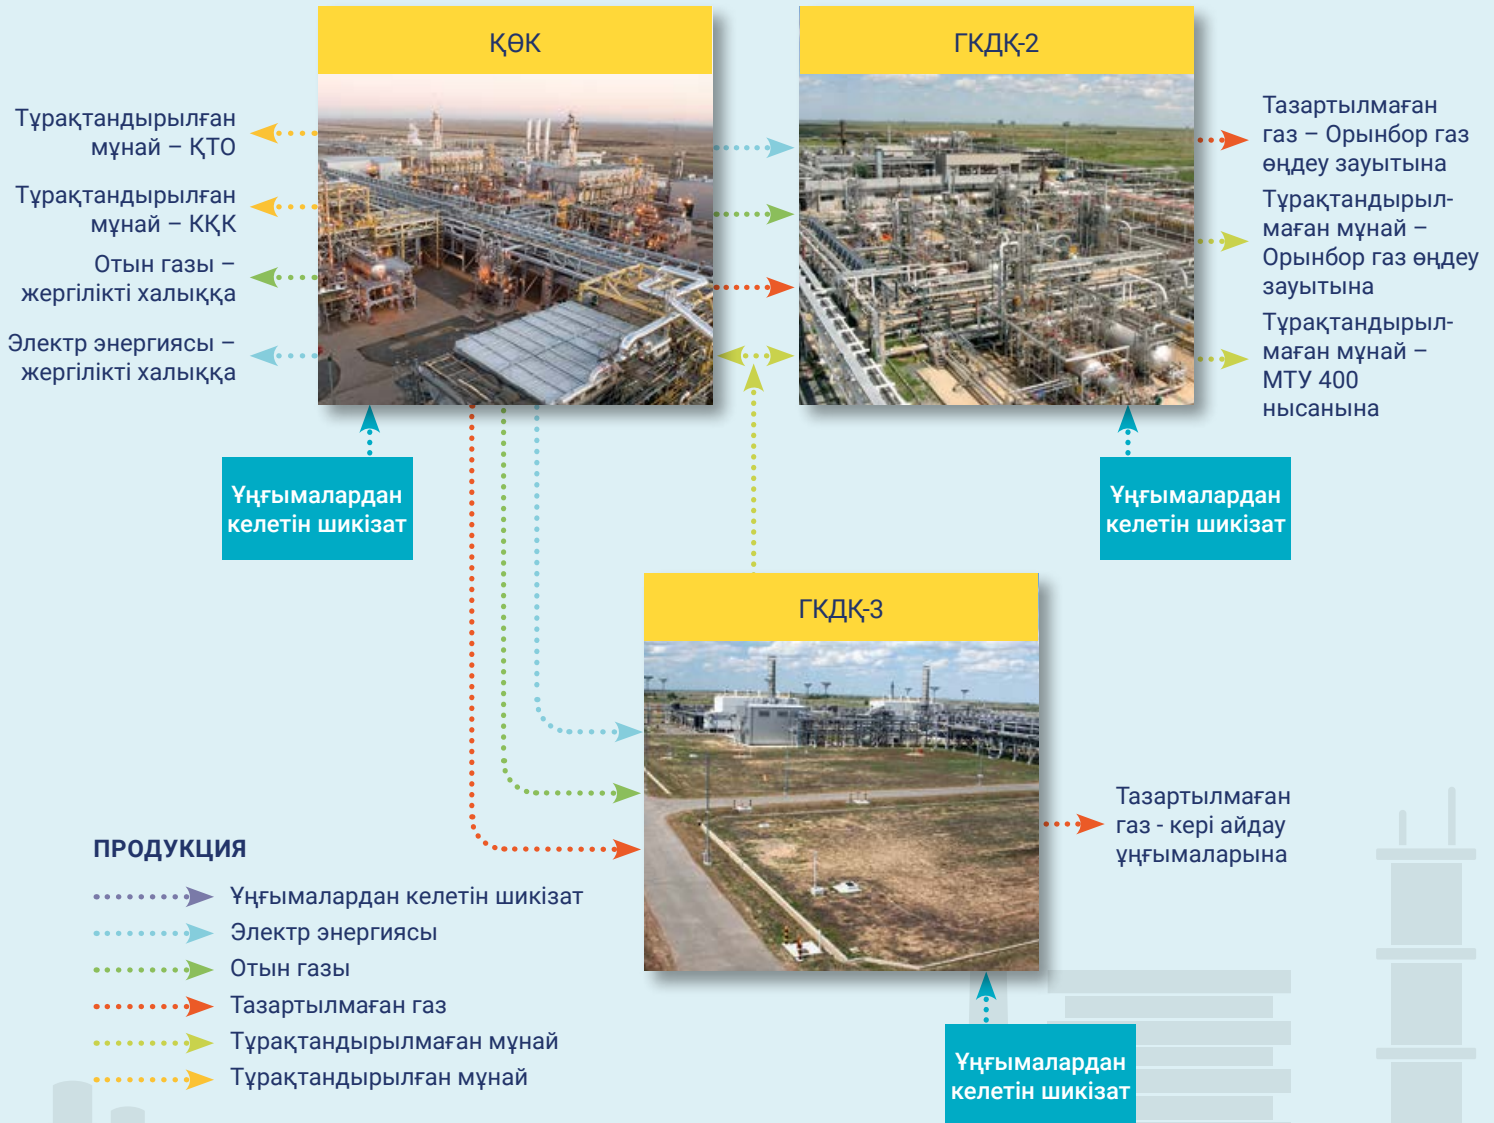 ҚӨК
ГКДҚ-2
Тұрақтандырылған
мұнай – ҚТО
Тұрақтандырылған
мұнай – КҚК
Отын газы –
жергілікті халыққа
Электр энергиясы –
жергілікті халыққа
Тазартылмаған
газ – Орынбор газ
өңдеу зауытына
Тұрақтандырыл-
маған мұнай –
Орынбор газ өңдеу
зауытына
Тұрақтандырыл-
маған мұнай –
МТУ 400
нысанына
Ұңғымалардан
келетін шикізат
Ұңғымалардан
келетін шикізат
ГКДҚ-3
Тазартылмаған
газ - кері айдау
ұңғымаларына
ПРОДУКЦИЯ
Ұңғымалардан келетін шикізат
Электр энергиясы
Отын газы
Тазартылмаған газ
Тұрақтандырылмаған мұнай
Тұрақтандырылған мұнай
Ұңғымалардан
келетін шикізат